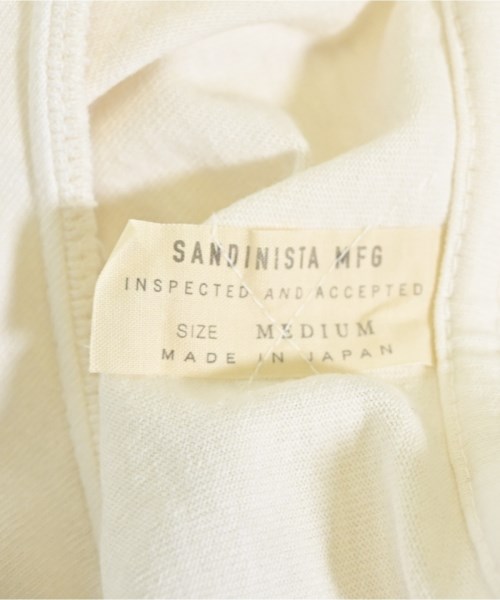 SANDINISTA MFG
INSPECTED AND ACCEPTED
SIZE MEDIUM
MADE IN JAPAN